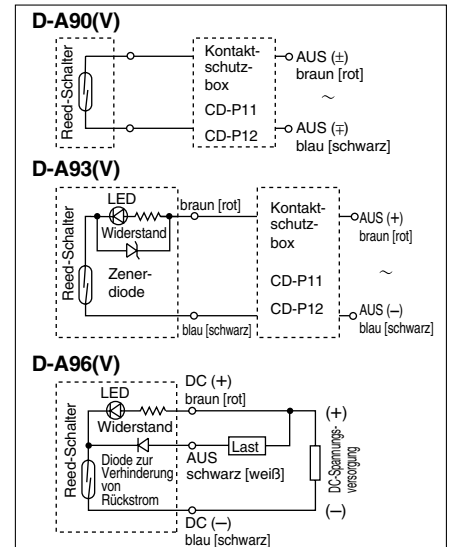 D-A90(V)
Reed-Schalter
Kontakt-
schutz-
box
CD-P11
CD-P12
AUS (±)
braun [rot]
~
AUS (∓)
blau [schwarz]
D-A93(V)
Reed-Schalter
LED
Widerstand
Zener-
diode
braun [rot]
blau [schwarz]
Kontakt-
schutz-
box
CD-P11
CD-P12
AUS (+)
braun [rot]
~
AUS (−)
blau [schwarz]
D-A96(V)
Reed-Schalter
LED
Widerstand
Diode zur
Verhinderung
von
Rückstrom
DC (+)
braun [rot]
Last
AUS
schwarz [weiß]
DC (−)
blau [schwarz]
(+)
DC-Spannungs-
versorgung
(−)